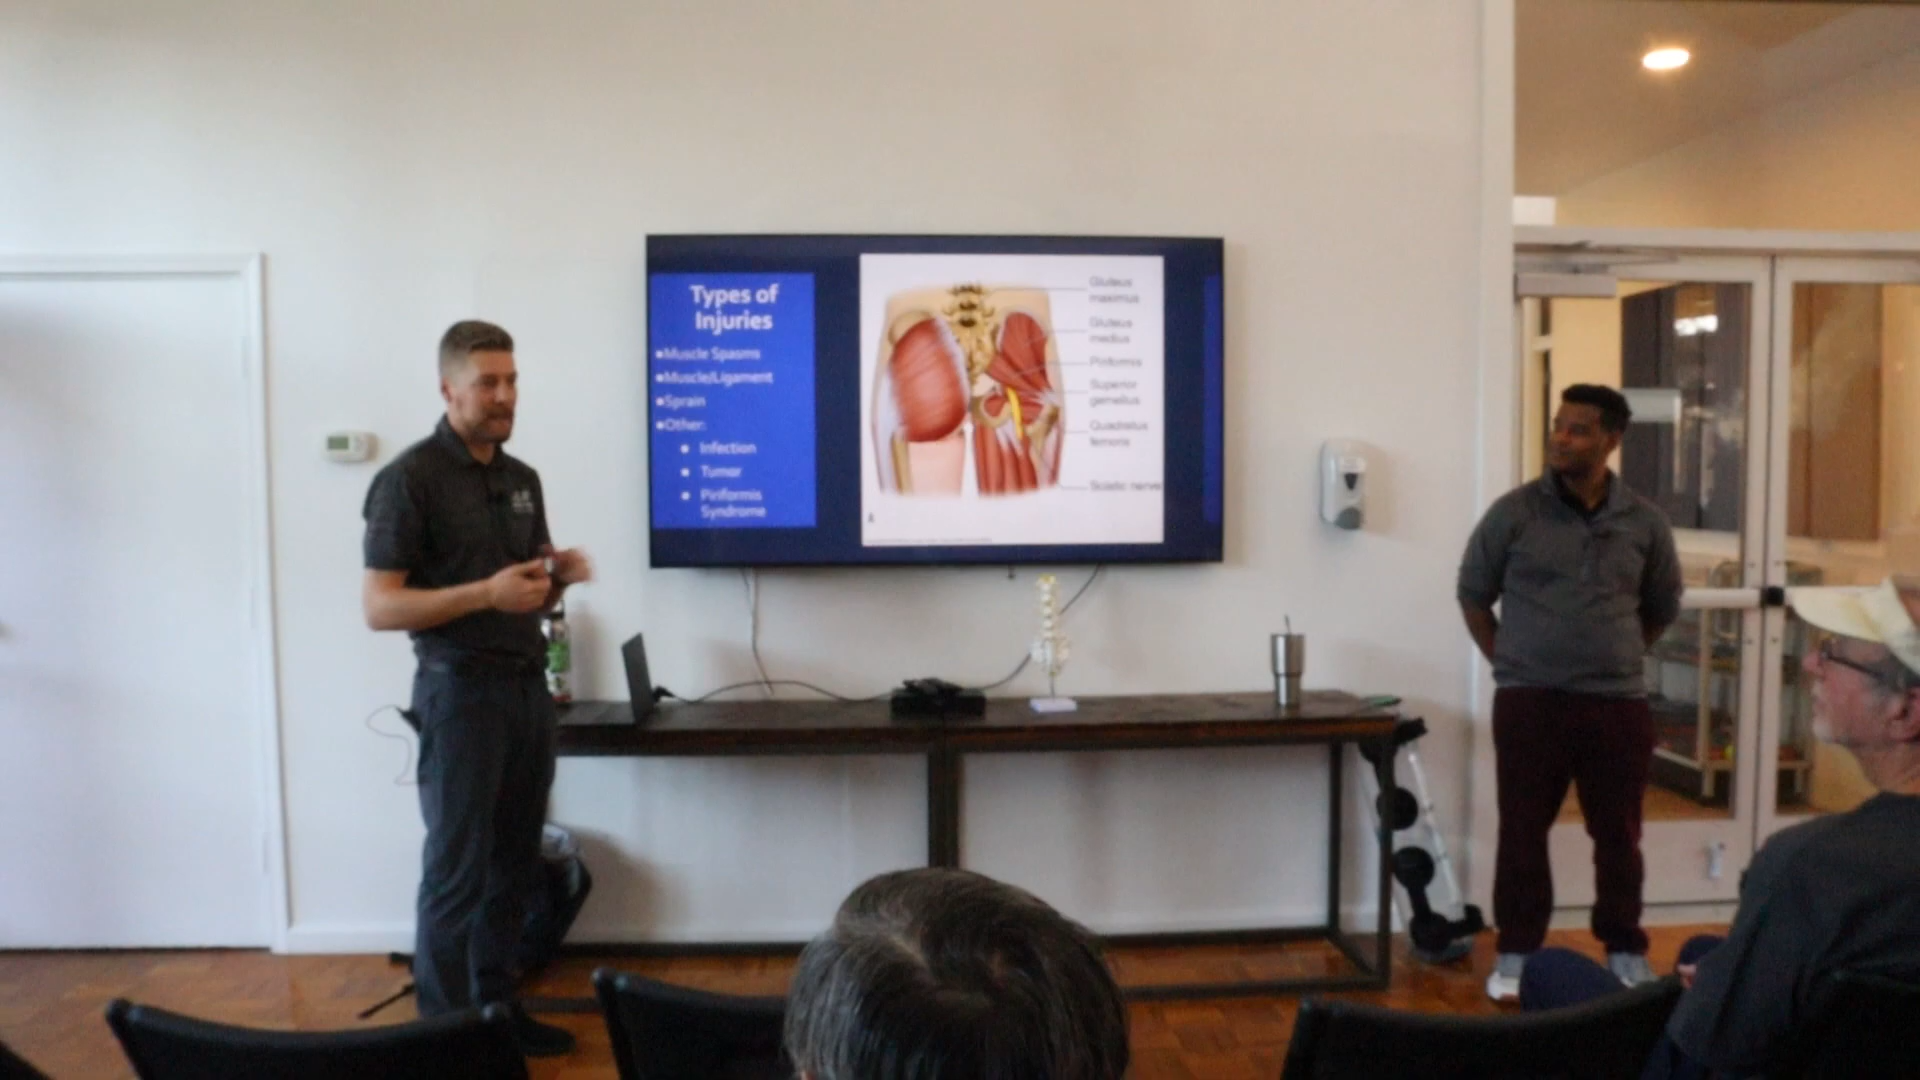 Types of
Injuries
•Muscle Spasms
•Muscle/Ligament
•Sprain
•Other:
• Infection
• Tumor
• Piriformis
Syndrome
Gluteus
maximus
Gluteus
medius
Piriformis
Superior
gemellus
Quadratus
femoris
Sciatic nerve
A